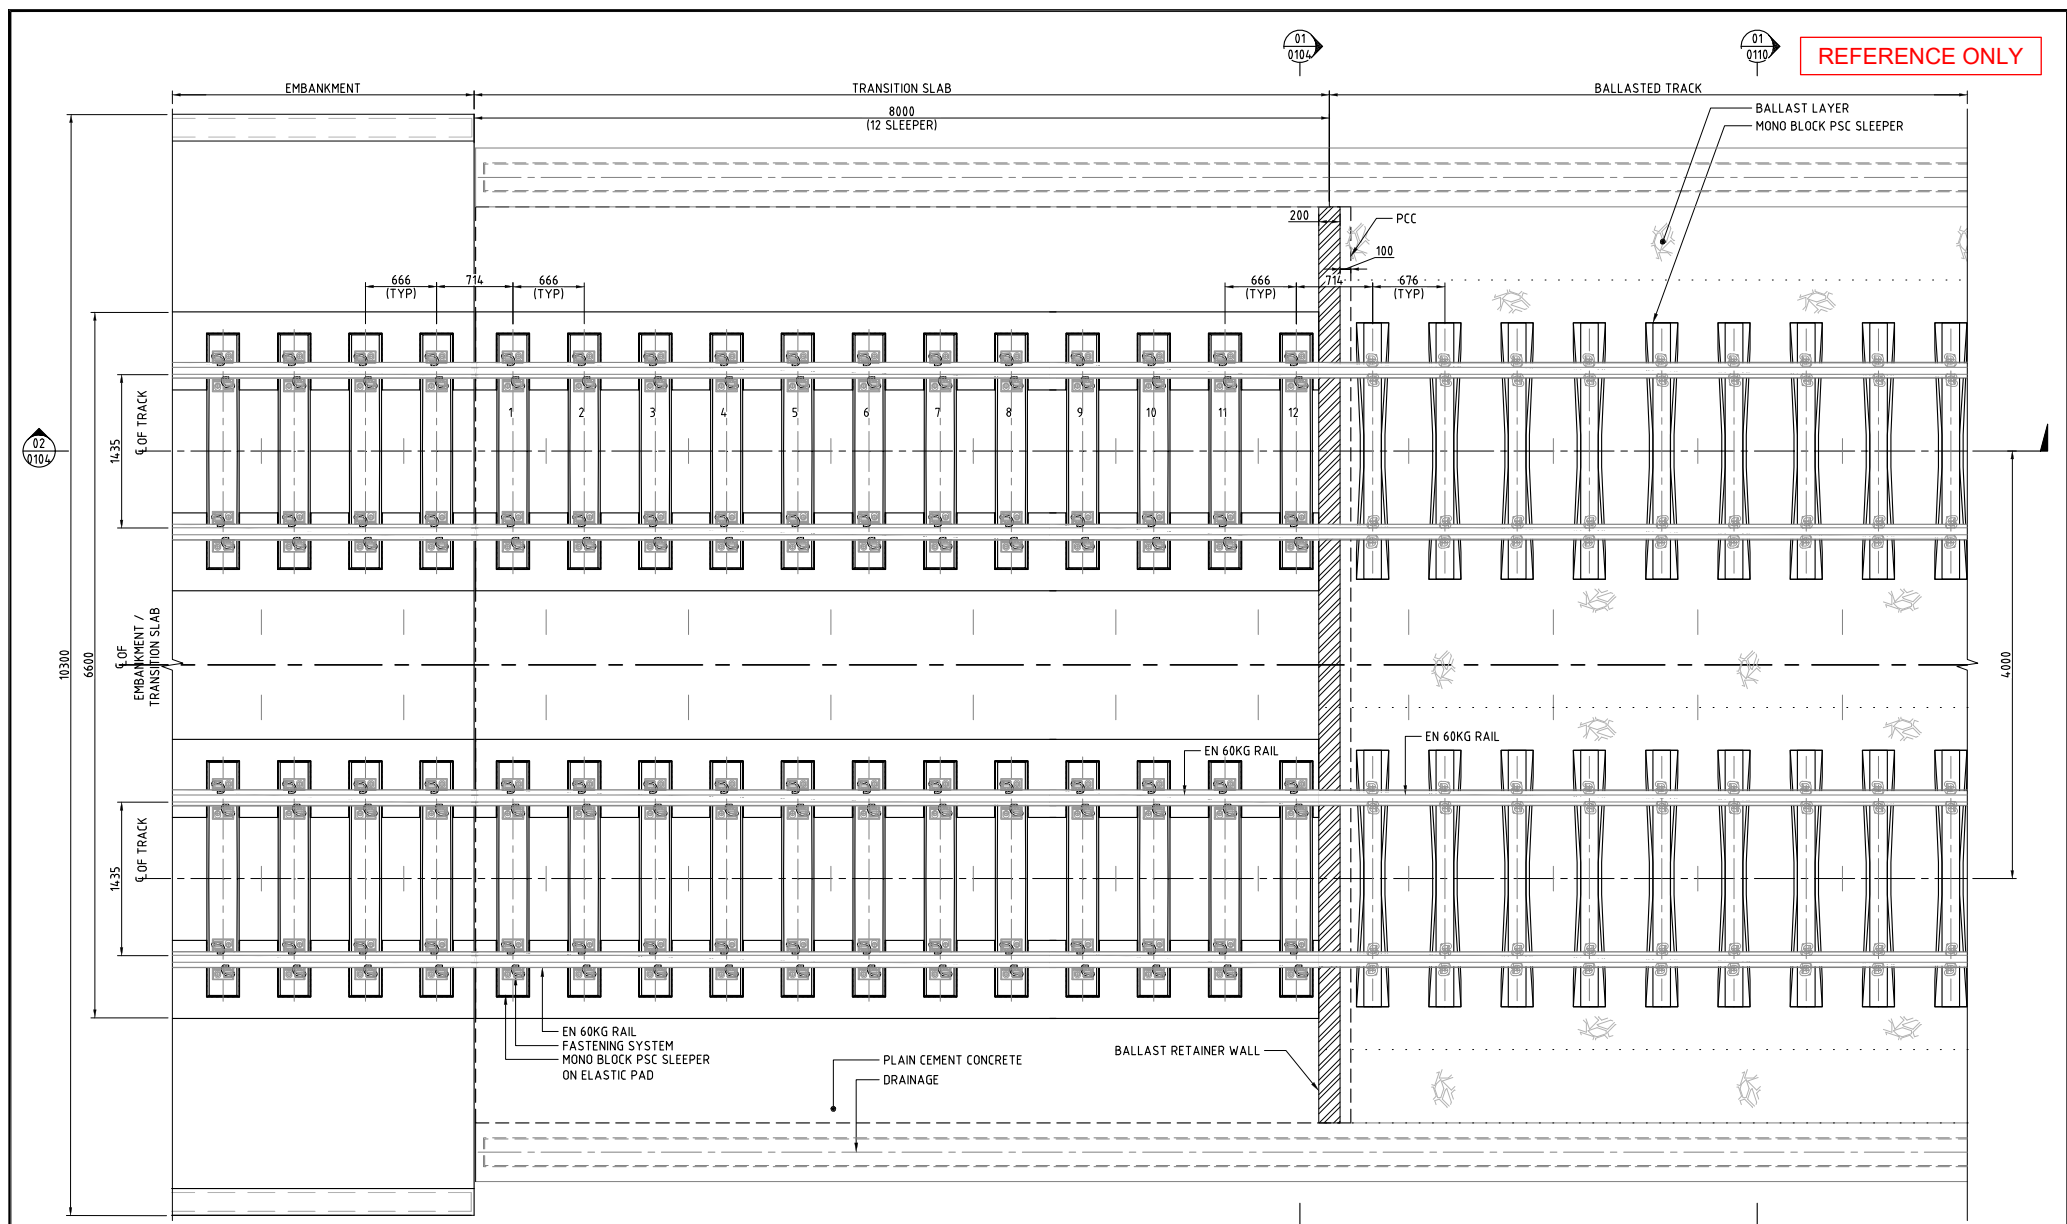 01
0104
01
0110
REFERENCE ONLY
EMBANKMENT
TRANSITION SLAB
BALLASTED TRACK
8000
(12 SLEEPER)
BALLAST LAYER
MONO BLOCK PSC SLEEPER
200
PCC
100
666
(TYP)
714
666
(TYP)
666
(TYP)
714
676
(TYP)
1 2 3 4 5 6 7 8 9 10 11 12
02
0104
1435
℄ OF TRACK
10300
6600
℄ OF
EMBANKMENT /
TRANSITION SLAB
4000
EN 60KG RAIL
EN 60KG RAIL
1435
℄ OF TRACK
EN 60KG RAIL
FASTENING SYSTEM
MONO BLOCK PSC SLEEPER
ON ELASTIC PAD
PLAIN CEMENT CONCRETE
DRAINAGE
BALLAST RETAINER WALL